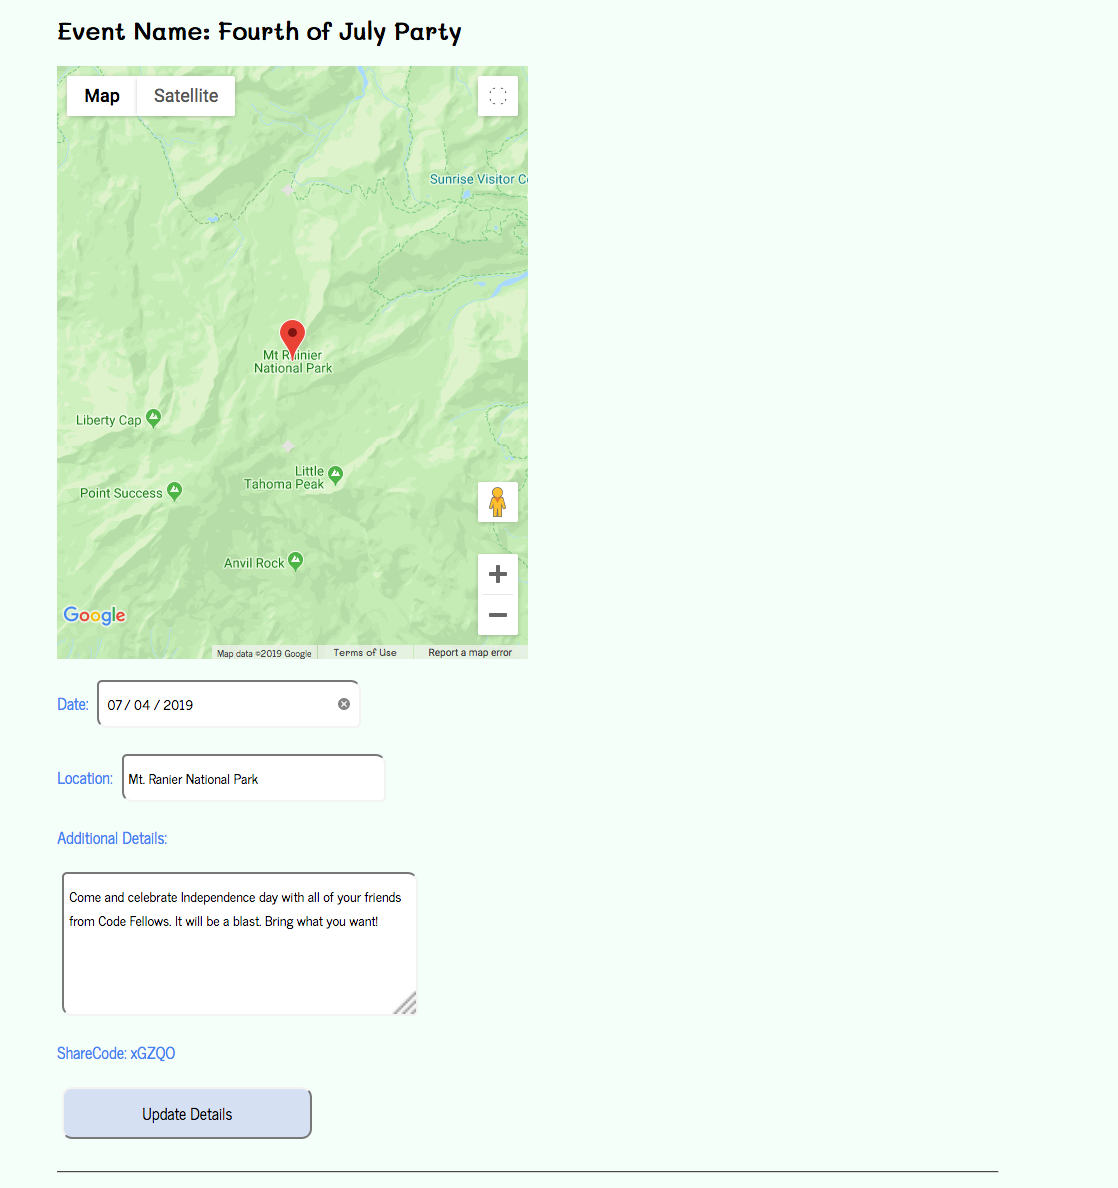 Event Name: Fourth of July Party
Map
Satellite
Sunrise Visitor C
Mt Rainier
National Park
Liberty Cap
Little
Tahoma Peak
Point Success
Anvil Rock
Google
Map data ©2019 Google
Terms of Use
Report a map error
Date: 07 / 04 / 2019
Location: Mt. Ranier National Park
Additional Details:
Come and celebrate Independence day with all of your friends
from Code Fellows. It will be a blast. Bring what you want!
ShareCode: xGZQO
Update Details